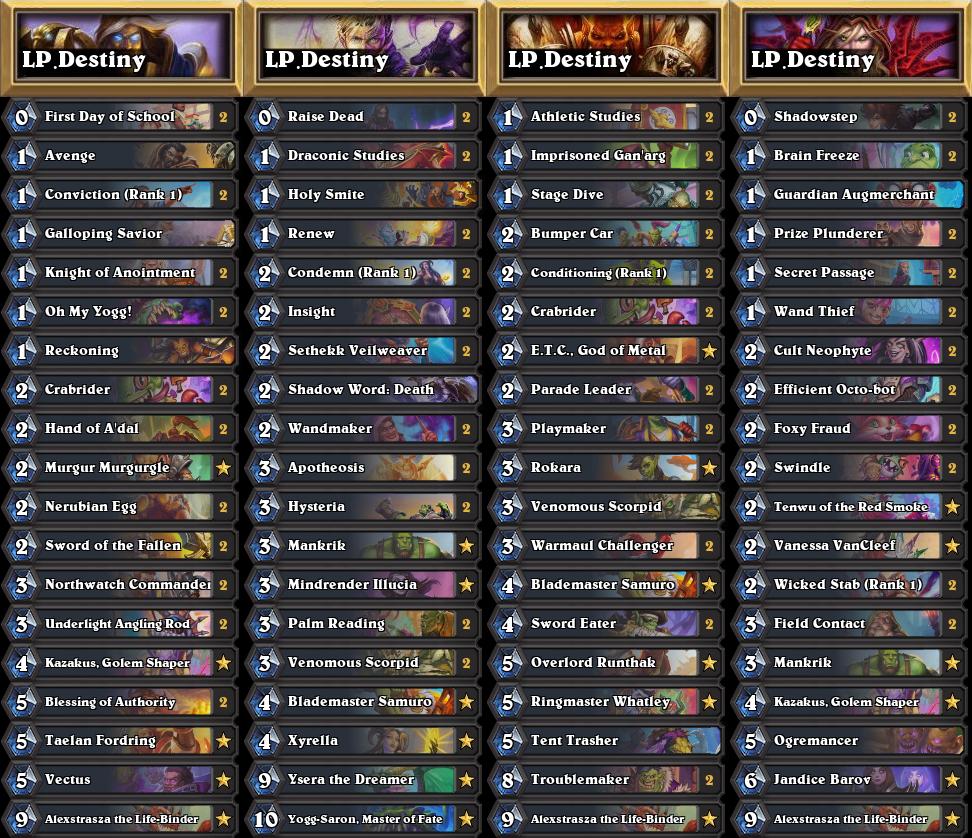 LP.Destiny
0 First Day of School 2
1 Avenge
1 Conviction (Rank 1) 2
1 Galloping Savior
1 Knight of Anointment 2
1 Oh My Yogg! 2
1 Reckoning
2 Crabrider 2
2 Hand of A'dal 2
2 Murgur Murgurgle
2 Nerubian Egg 2
2 Sword of the Fallen 2
3 Northwatch Commander 2
3 Underlight Angling Rod 2
4 Kazakus, Golem Shaper
5 Blessing of Authority 2
5 Taelan Fordring
5 Vectus
9 Alexstrasza the Life-Binder
LP.Destiny
0 Raise Dead 2
1 Draconic Studies 2
1 Holy Smite
1 Renew 2
2 Condemn (Rank 1) 2
2 Insight 2
2 Sethekk Veilweaver 2
2 Shadow Word: Death
2 Wandmaker 2
3 Apotheosis 2
3 Hysteria 2
3 Mankrik
3 Mindrender Illucia
3 Palm Reading 2
3 Venomous Scorpid 2
4 Blademaster Samuro
4 Xyrella
9 Ysera the Dreamer
10 Yogg-Saron, Master of Fate
LP.Destiny
1 Athletic Studies 2
1 Imprisoned Gan'arg 2
1 Stage Dive 2
2 Bumper Car 2
2 Conditioning (Rank 1) 2
2 Crabrider 2
2 E.T.C., God of Metal
2 Parade Leader 2
3 Playmaker 2
3 Rokara
3 Venomous Scorpid
3 Warmaul Challenger 2
4 Blademaster Samuro
4 Sword Eater 2
5 Overlord Runthak
5 Ringmaster Whatley
5 Tent Trasher
8 Troublemaker 2
9 Alexstrasza the Life-Binder
LP.Destiny
0 Shadowstep 2
1 Brain Freeze 2
1 Guardian Augmerchant
1 Prize Plunderer 2
1 Secret Passage 2
1 Wand Thief 2
2 Cult Neophyte 2
2 Efficient Octo-bot 2
2 Foxy Fraud 2
2 Swindle 2
2 Tenwu of the Red Smoke
2 Vanessa VanCleef
2 Wicked Stab (Rank 1) 2
3 Field Contact 2
3 Mankrik
4 Kazakus, Golem Shaper
5 Ogremancer
6 Jandice Barov
9 Alexstrasza the Life-Binder